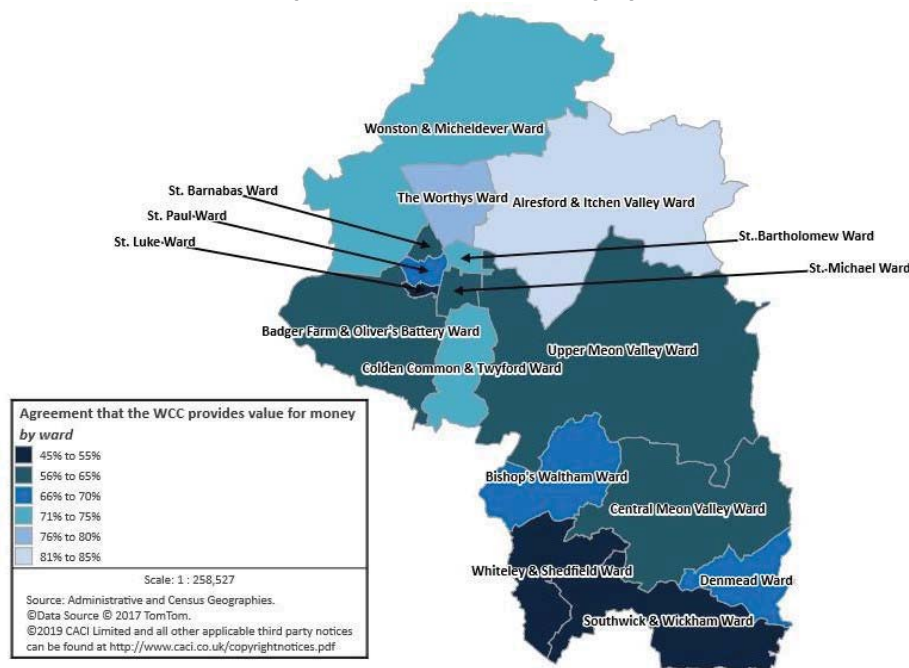 Wonston & Micheldever Ward
St. Barnabas Ward
The Worthys Ward
Alresford & Itchen Valley Ward
St. Paul Ward
St. Luke Ward
St. Bartholomew Ward
St. Michael Ward
Badger Farm & Oliver's Battery Ward
Upper Meon Valley Ward
Colden Common & Twyford Ward
Agreement that the WCC provides value for money
by ward
45% to 55%
56% to 65%
66% to 70%
71% to 75%
76% to 80%
81% to 85%
Scale: 1 : 258,527
Source: Administrative and Census Geographies.
©Data Source © 2017 TomTom.
©2019 CACI Limited and all other applicable third party notices
can be found at http://www.caci.co.uk/copyrightnotices.pdf
Bishop's Waltham Ward
Central Meon Valley Ward
Whiteley & Shedfield Ward
Denmead Ward
Southwick & Wickham Ward